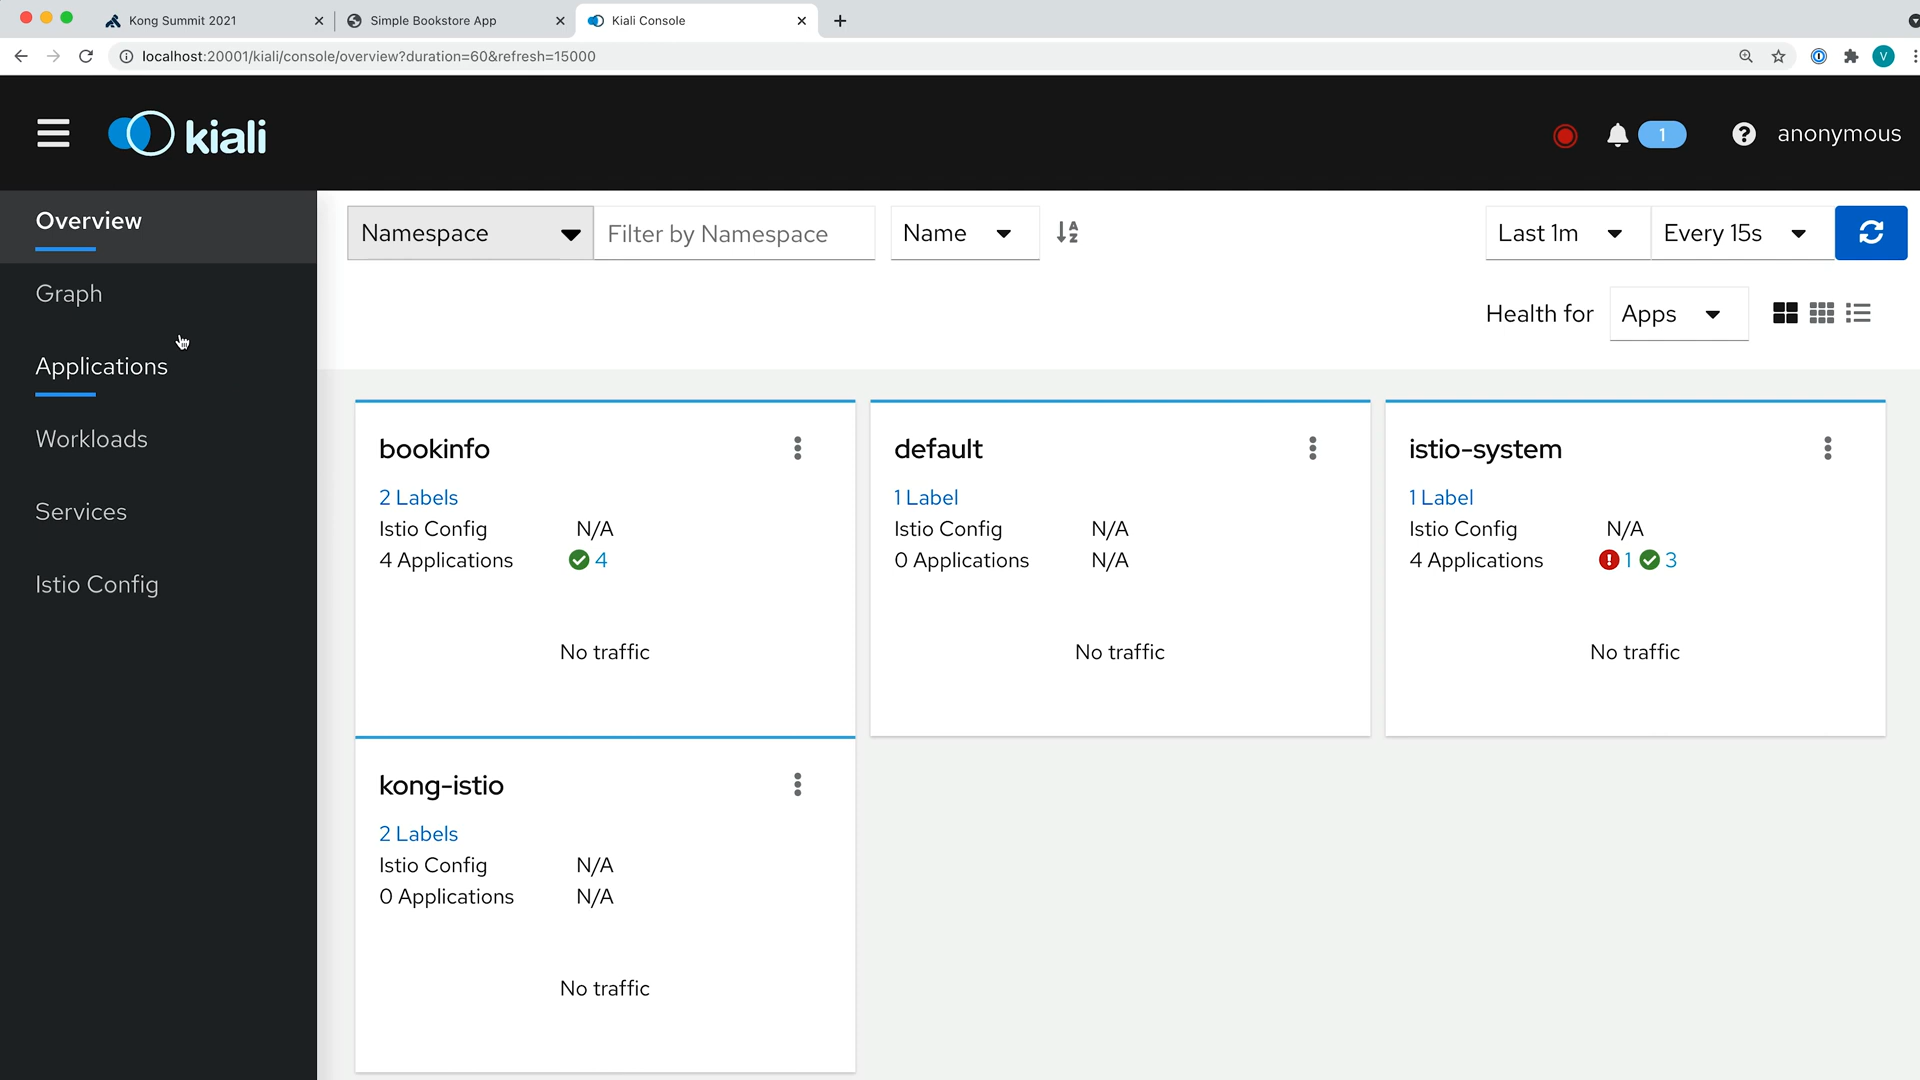 Kong Summit 2021
Simple Bookstore App
Kiali Console
localhost:20001/kiali/console/overview?duration=60&refresh=15000
V
kiali
1
anonymous
Overview
Graph
Applications
Workloads
Services
Istio Config
Namespace
Filter by Namespace
Name
Last 1m
Every 15s
Health for
Apps
bookinfo
2 Labels
Istio Config N/A
4 Applications 4
No traffic
default
1 Label
Istio Config N/A
0 Applications N/A
No traffic
istio-system
1 Label
Istio Config N/A
4 Applications 1 3
No traffic
kong-istio
2 Labels
Istio Config N/A
0 Applications N/A
No traffic